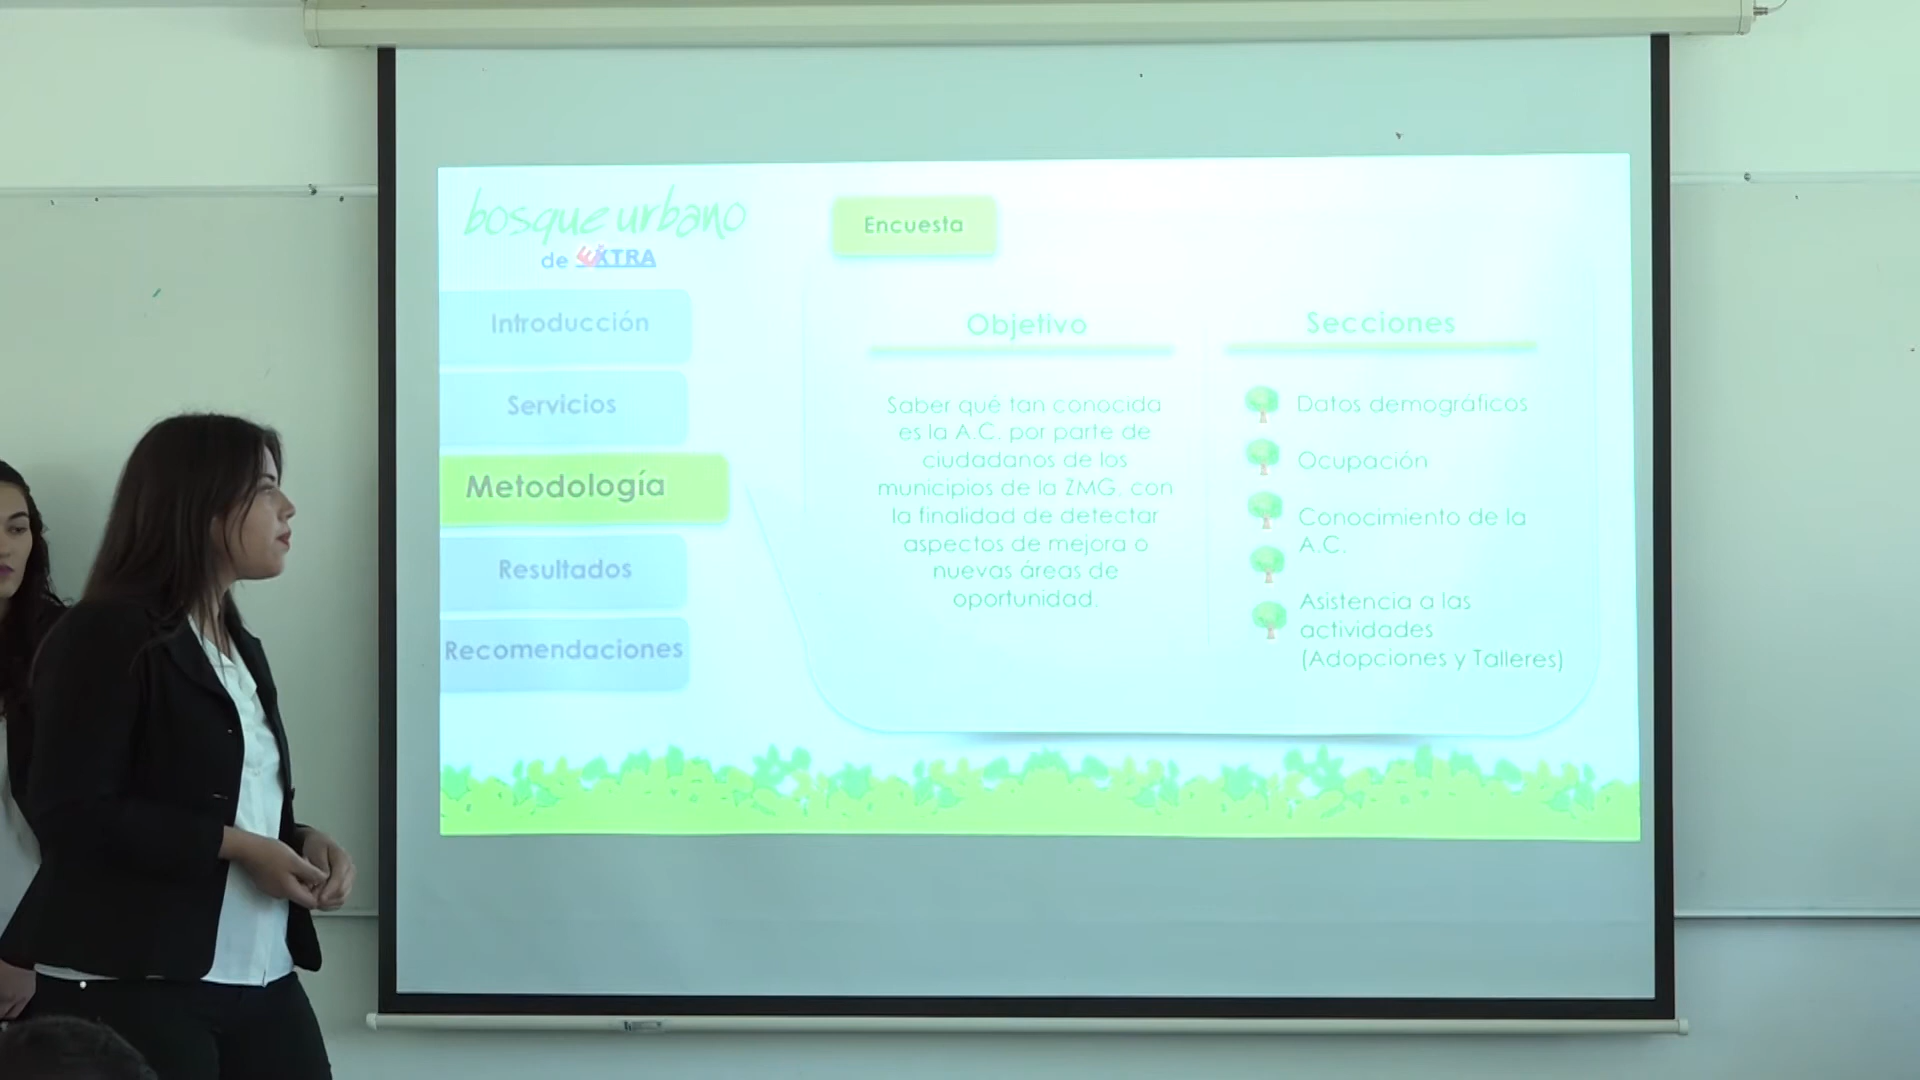 bosque urbano
de EXTRA
Introducción
Servicios
Metodología
Resultados
Recomendaciones
Encuesta
Objetivo
Saber qué tan conocida
es la A.C. por parte de
ciudadanos de los
municipios de la ZMG, con
la finalidad de detectar
aspectos de mejora o
nuevas áreas de
oportunidad.
Secciones
Datos demográficos
Ocupación
Conocimiento de la
A.C.
Asistencia a las
actividades
(Adopciones y Talleres)